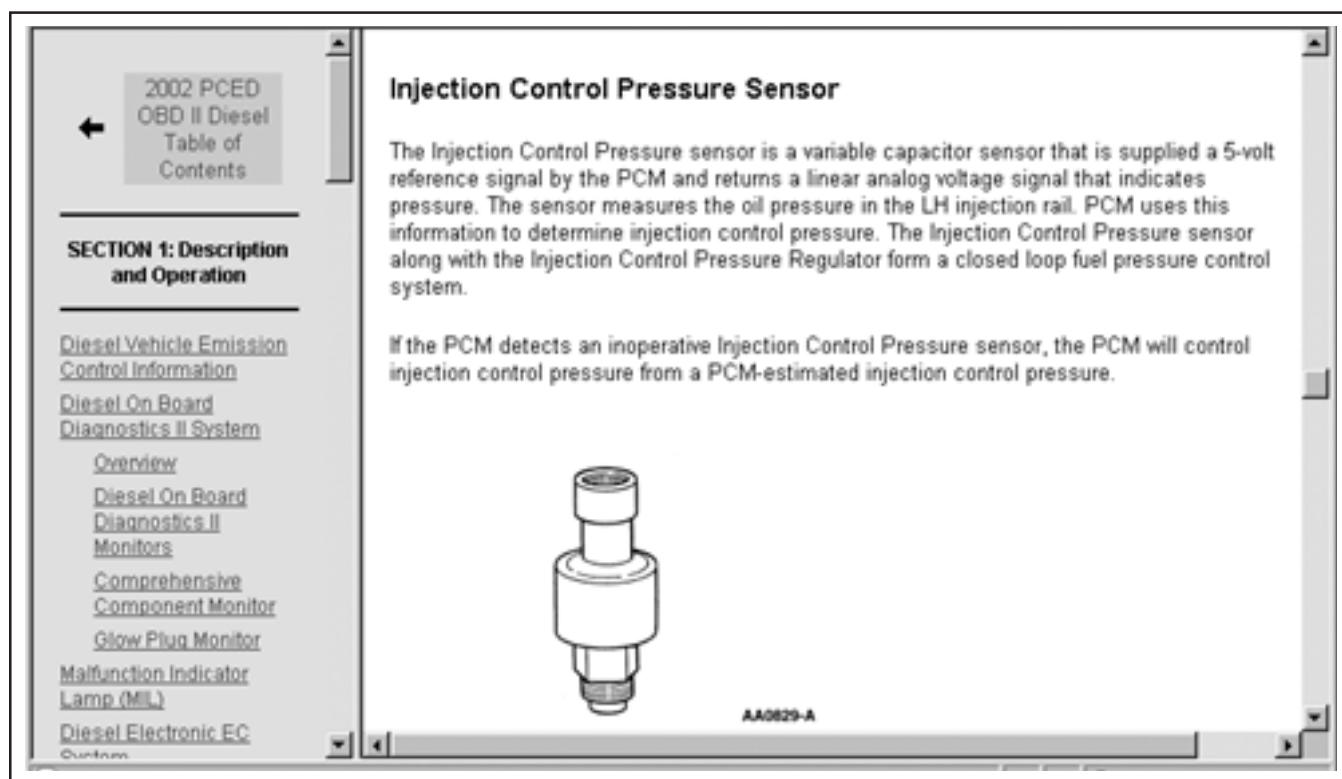 2002 PCED
OBD II Diesel
Table of
Contents
SECTION 1: Description
and Operation
Diesel Vehicle Emission
Control Information
Diesel On Board
Diagnostics II System
Overview
Diesel On Board
Diagnostics II
Monitors
Comprehensive
Component Monitor
Glow Plug Monitor
Malfunction Indicator
Lamp (MIL)
Diesel Electronic EC
System
Injection Control Pressure Sensor
The Injection Control Pressure sensor is a variable capacitor sensor that is supplied a 5-volt
reference signal by the PCM and returns a linear analog voltage signal that indicates
pressure. The sensor measures the oil pressure in the LH injection rail. PCM uses this
information to determine injection control pressure. The Injection Control Pressure sensor
along with the Injection Control Pressure Regulator form a closed loop fuel pressure control
system.
If the PCM detects an inoperative Injection Control Pressure sensor, the PCM will control
injection control pressure from a PCM-estimated injection control pressure.
AA0829-A